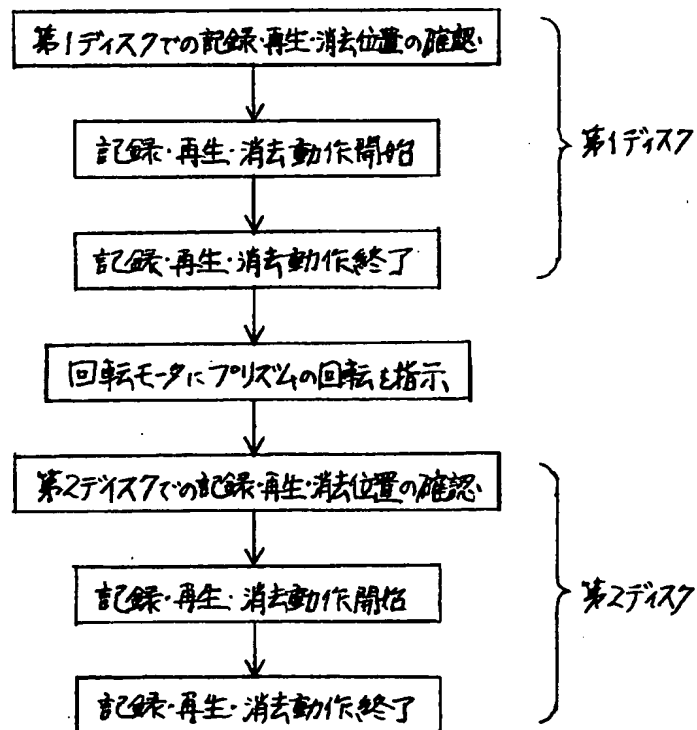 第1ディスクでの記録・再生・消去位置の確認
記録・再生・消去動作開始
第1ディスク
記録・再生・消去動作終了
回転モータにプリズムの回転を指示
第2ディスクでの記録・再生・消去位置の確認
記録・再生・消去動作開始
第2ディスク
記録・再生・消去動作終了